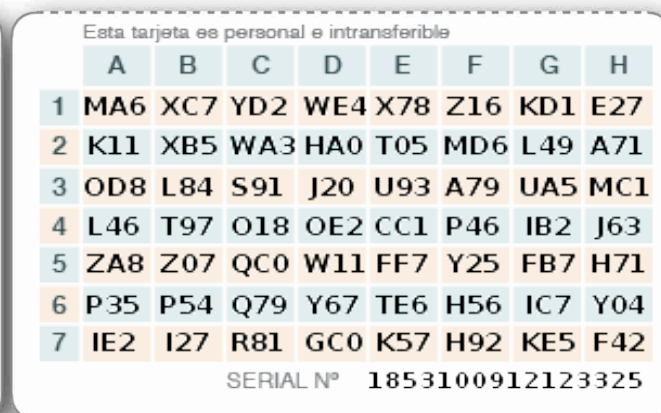 Esta tarjeta es personal e intransferible
A B C D E F G H
1 MA6 XC7 YD2 WE4 X78 Z16 KD1 E27
2 K11 XB5 WA3 HA0 T05 MD6 L49 A71
3 OD8 L84 S91 J20 U93 A79 UA5 MC1
4 L46 T97 O18 OE2 CC1 P46 IB2 J63
5 ZA8 Z07 QC0 W11 FF7 Y25 FB7 H71
6 P35 P54 Q79 Y67 TE6 H56 IC7 Y04
7 IE2 I27 R81 GC0 K57 H92 KE5 F42
SERIAL Nº 1853100912123325